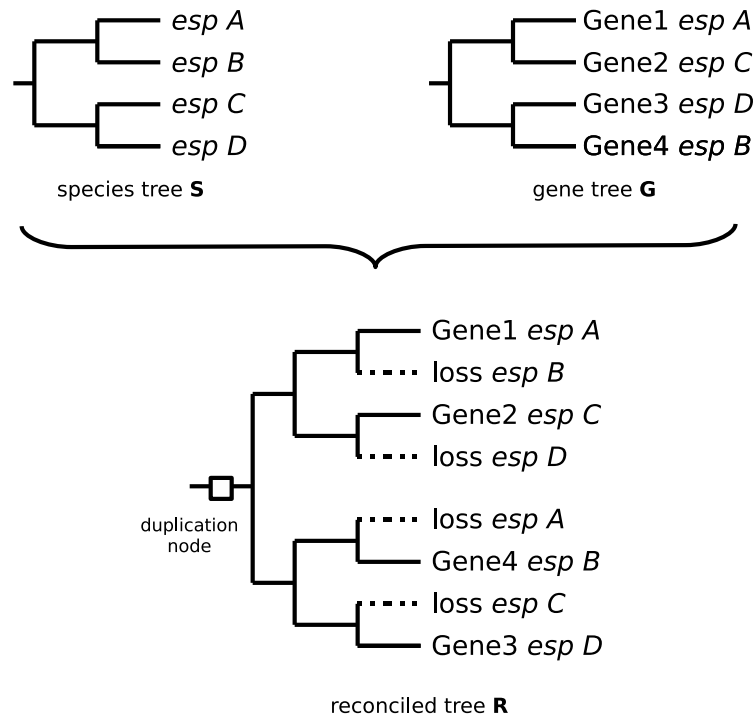 esp A
esp B
esp C
esp D
species tree S
Gene1 esp A
Gene2 esp C
Gene3 esp D
Gene4 esp B
gene tree G
Gene1 esp A
loss esp B
Gene2 esp C
loss esp D
duplication
node
loss esp A
Gene4 esp B
loss esp C
Gene3 esp D
reconciled tree R